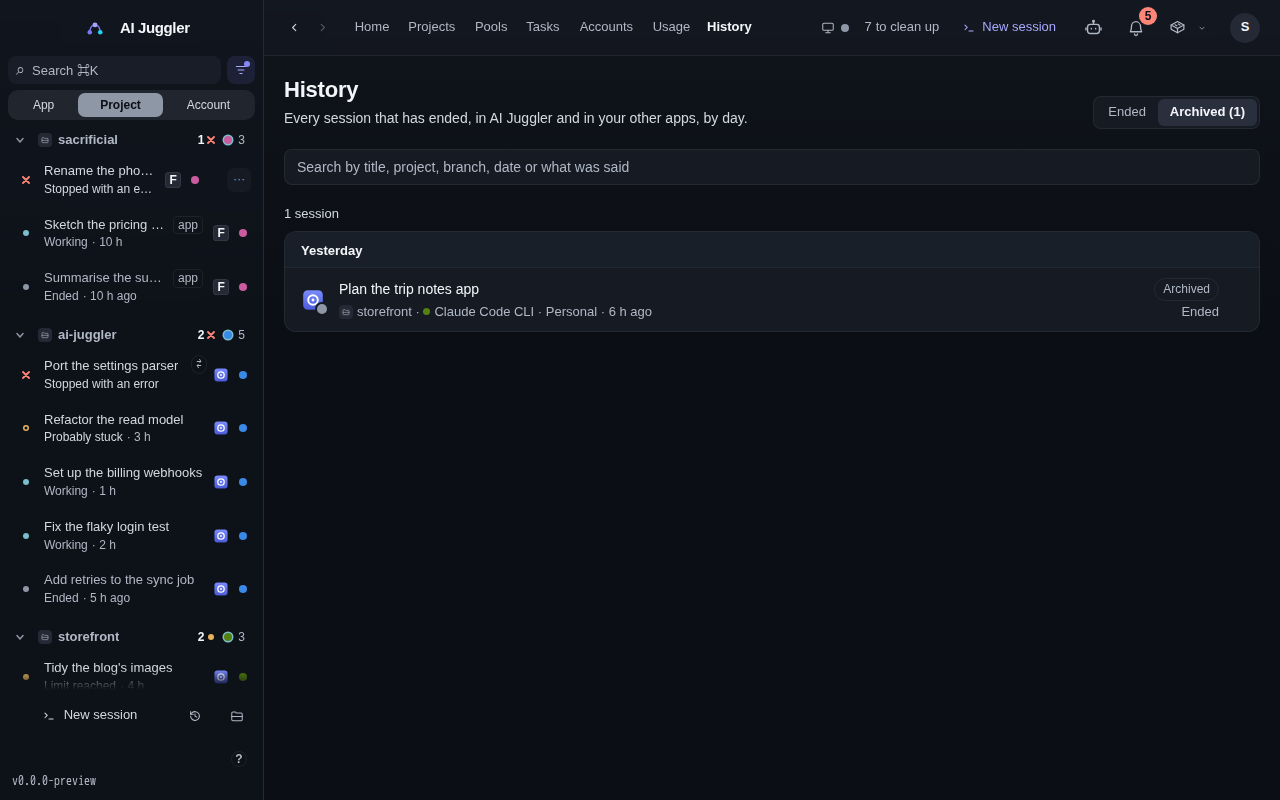 AI Juggler
Search ⌘K
App
Project
Account
sacrificial
1
3
Rename the pho…
Stopped with an e…
F
Sketch the pricing …
app
Working · 10 h
F
Summarise the su…
app
Ended · 10 h ago
F
ai-juggler
2
5
Port the settings parser
Stopped with an error
Refactor the read model
Probably stuck · 3 h
Set up the billing webhooks
Working · 1 h
Fix the flaky login test
Working · 2 h
Add retries to the sync job
Ended · 5 h ago
storefront
2
3
Tidy the blog's images
Limit reached · 4 h
New session
?
v0.0.0-preview
Home
Projects
Pools
Tasks
Accounts
Usage
History
7 to clean up
New session
5
S
History
Every session that has ended, in AI Juggler and in your other apps, by day.
Ended
Archived (1)
Search by title, project, branch, date or what was said
1 session
Yesterday
Plan the trip notes app
Archived
storefront · Claude Code CLI · Personal · 6 h ago
Ended